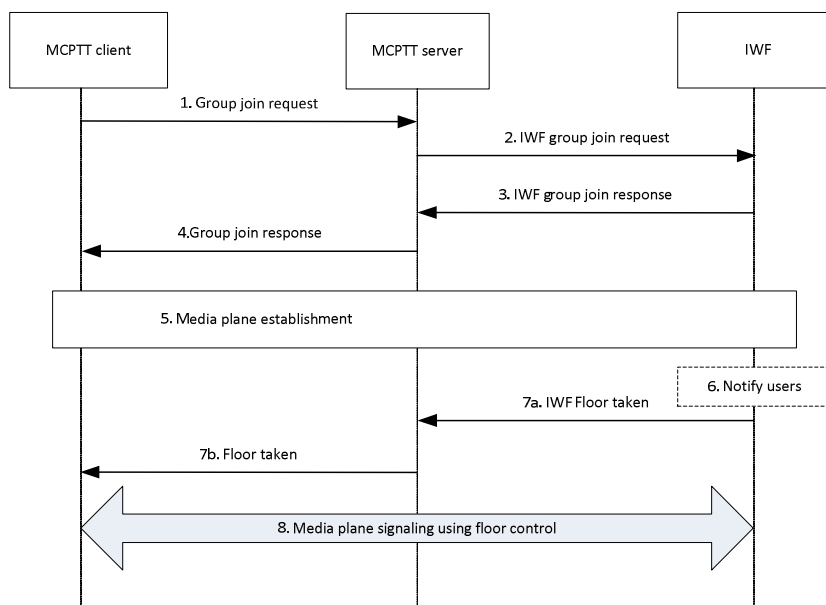 MCPTT client
MCPTT server
IWF
1. Group join request
2. IWF group join request
3. IWF group join response
4.Group join response
5. Media plane establishment
6. Notify users
7a. IWF Floor taken
7b. Floor taken
8. Media plane signaling using floor control